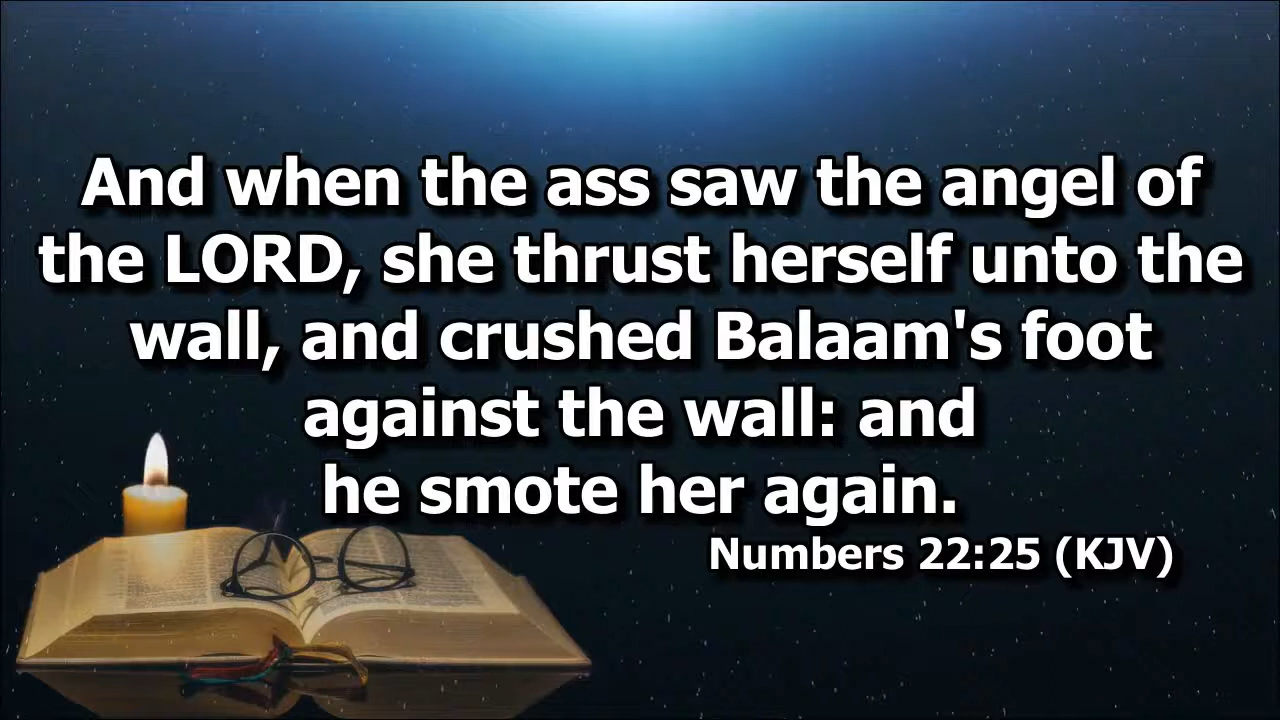 And when the ass saw the angel of
the LORD, she thrust herself unto the
wall, and crushed Balaam's foot
against the wall: and
he smote her again.
Numbers 22:25 (KJV)